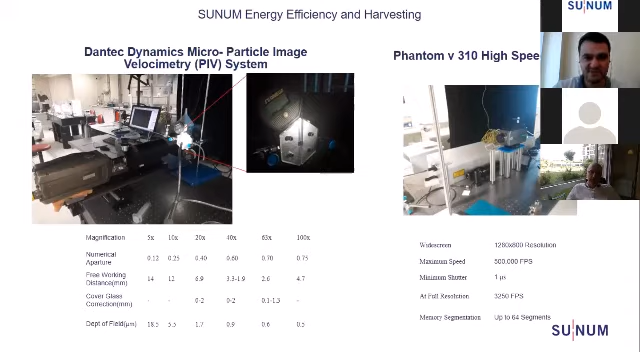 SUNUM Energy Efficiency and Harvesting
SUNUM
Dantec Dynamics Micro- Particle Image
Velocimetry (PIV) System
Phantom v 310 High Spee
Magnification 5x 10x 20x 40x 63x 100x
Numerical
Aperture 0.12 0.25 0.40 0.60 0.70 0.75
Free Working
Distance(mm) 14 12 6.9 3.3-1.9 2.6 4.7
Cover Glass
Correction(mm) - - 0-2 0-2 0.1-1.3 -
Dept of Field(μm) 18.5 5.5 1.7 0.9 0.6 0.5
Widescreen 1280x800 Resolution
Maximum Speed 500.000 FPS
Minimum Shutter 1 μs
At Full Resolution 3250 FPS
Memory Segmentation Up to 64 Segments
SUNUM